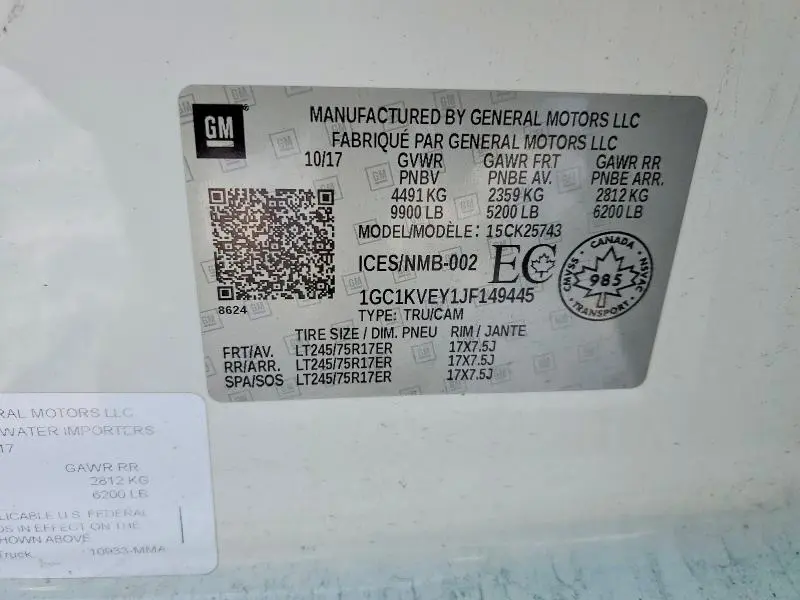 GM
MANUFACTURED BY GENERAL MOTORS LLC
FABRIQUÉ PAR GENERAL MOTORS LLC
10/17 GVWR GAWR FRT GAWR RR
PNBV PNBE AV. PNBE ARR.
4491 KG 2359 KG 2812 KG
9900 LB 5200 LB 6200 LB
MODEL/MODÈLE: 15CK25743
ICES/NMB-002 EC
CANADA
CMVSS 985 NSVAC
1GC1KVEY1JF149445
8624
TYPE: TRU/CAM
TIRE SIZE / DIM. PNEU RIM / JANTE
FRT/AV. LT245/75R17ER 17X7.5J
RR/ARR. LT245/75R17ER 17X7.5J
SPA/SOS LT245/75R17ER 17X7.5J
RAL MOTORS LLC
WATER IMPORTERS
17
GAWR RR
2812 KG
6200 LB
LICABLE U.S. FEDERAL
DS IN EFFECT ON THE
HOWN ABOVE
Truck 10933-MMA